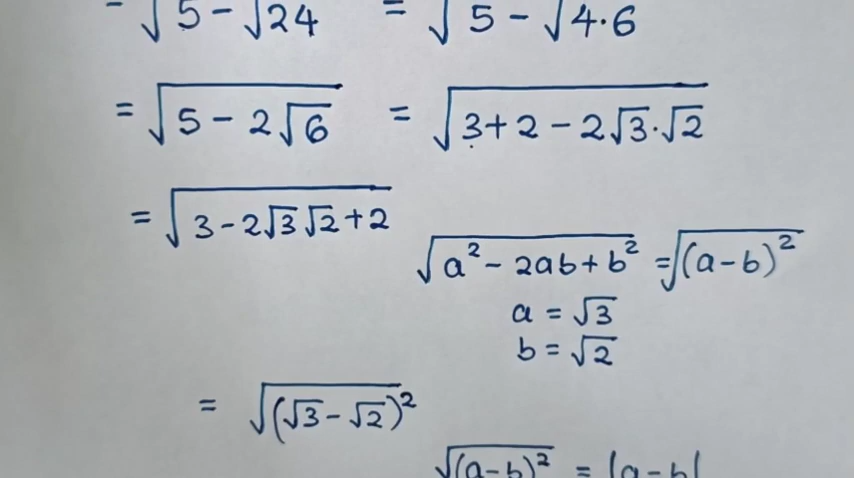 = √(5 - √24) = √(5 - √(4·6))
= √(5 - 2√6) = √(3 + 2 - 2√3·√2)
= √(3 - 2√3 √2 + 2)
√(a² - 2ab + b²) = √((a - b)²)
a = √3
b = √2
= √((√3 - √2)²)
√((a - b)²) = |a - b|